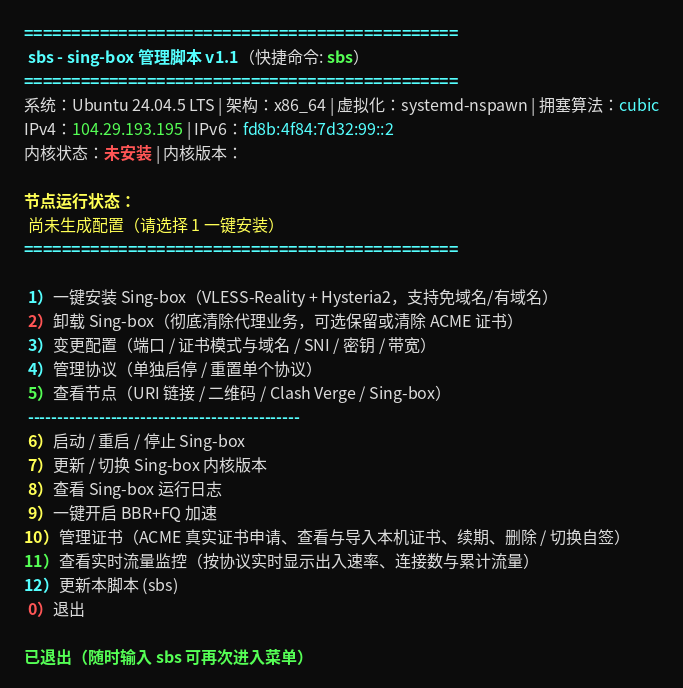 ==============================================
sbs - sing-box 管理脚本 v1.1（快捷命令: sbs）
==============================================
系统：Ubuntu 24.04.5 LTS | 架构：x86_64 | 虚拟化：systemd-nspawn | 拥塞算法：cubic
IPv4：104.29.193.195 | IPv6：fd8b:4f84:7d32:99::2
内核状态：未安装 | 内核版本：
节点运行状态：
尚未生成配置（请选择 1 一键安装）
==============================================
1）一键安装 Sing-box（VLESS-Reality + Hysteria2，支持免域名/有域名）
2）卸载 Sing-box（彻底清除代理业务，可选保留或清除 ACME 证书）
3）变更配置（端口 / 证书模式与域名 / SNI / 密钥 / 带宽）
4）管理协议（单独启停 / 重置单个协议）
5）查看节点（URI 链接 / 二维码 / Clash Verge / Sing-box）
----------------------------------------------
6）启动 / 重启 / 停止 Sing-box
7）更新 / 切换 Sing-box 内核版本
8）查看 Sing-box 运行日志
9）一键开启 BBR+FQ 加速
10）管理证书（ACME 真实证书申请、查看与导入本机证书、续期、删除 / 切换自签）
11）查看实时流量监控（按协议实时显示出入速率、连接数与累计流量）
12）更新本脚本 (sbs)
0）退出
已退出（随时输入 sbs 可再次进入菜单）